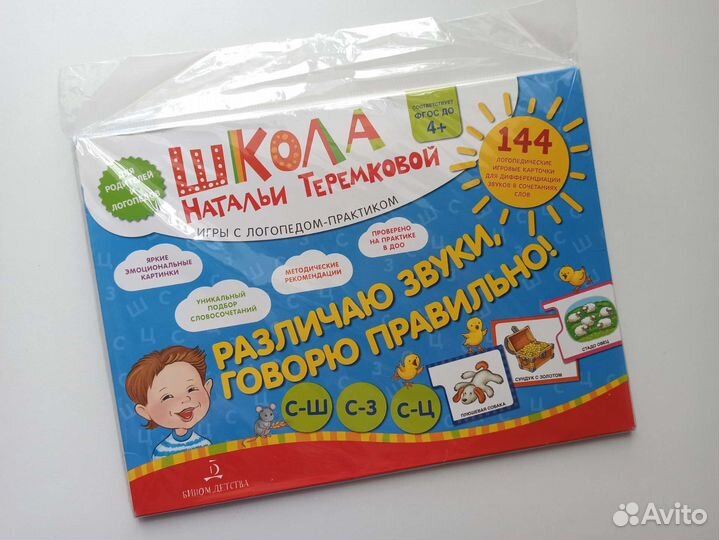 ШКОЛА
НАТАЛЬИ ТЕРЕМКОВОЙ
ИГРЫ С ЛОГОПЕДОМ-ПРАКТИКОМ
ДЛЯ
РОДИТЕЛЕЙ
И
ЛОГОПЕДОВ
СООТВЕТСТВУЕТ
ФГОС ДО
4+
144
ЛОГОПЕДИЧЕСКИЕ
ИГРОВЫЕ КАРТОЧКИ
ДЛЯ ДИФФЕРЕНЦИАЦИИ
ЗВУКОВ В СОЧЕТАНИЯХ
СЛОВ
ЯРКИЕ
ЭМОЦИОНАЛЬНЫЕ
КАРТИНКИ
УНИКАЛЬНЫЙ
ПОДБОР
СЛОВОСОЧЕТАНИЙ
МЕТОДИЧЕСКИЕ
РЕКОМЕНДАЦИИ
ПРОВЕРЕНО
НА ПРАКТИКЕ
В ДОО
РАЗЛИЧАЮ ЗВУКИ,
ГОВОРЮ ПРАВИЛЬНО!
С-Ш
С-З
С-Ц
ПЛЮШЕВАЯ СОБАКА
СУНДУК С ЗОЛОТОМ
СТАДО ОВЕЦ
БИНОМ ДЕТСТВА
Avito